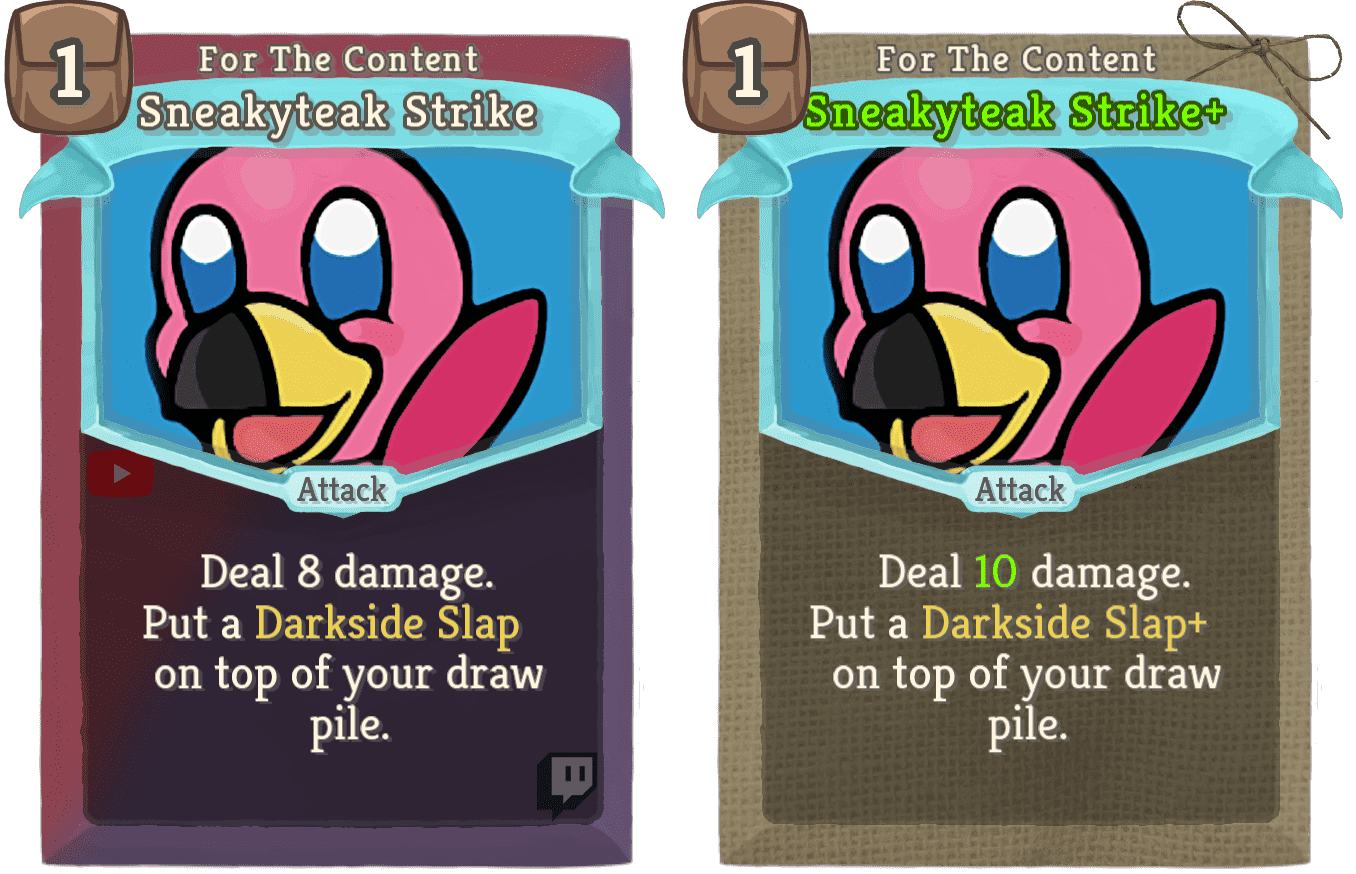 1
For The Content
Sneakyteak Strike
Attack
Deal 8 damage.
Put a Darkside Slap
on top of your draw
pile.
1
For The Content
Sneakyteak Strike+
Attack
Deal 10 damage.
Put a Darkside Slap+
on top of your draw
pile.